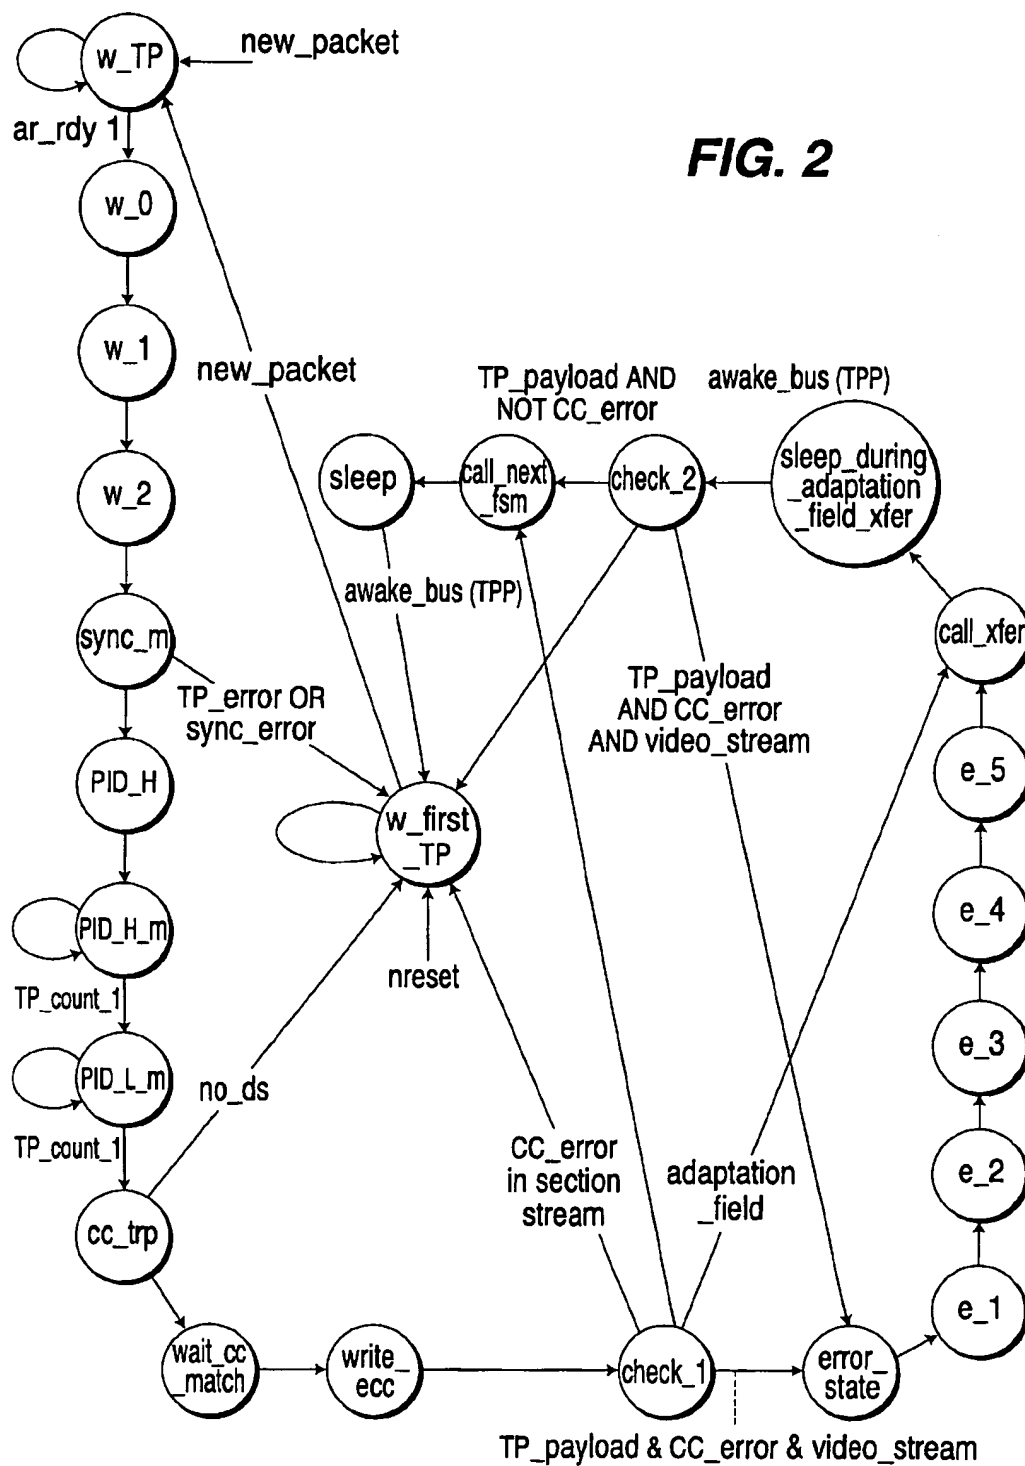 w_TP
new_packet
ar_rdy 1
FIG. 2
w_0
w_1
new_packet
TP_payload AND
NOT CC_error
awake_bus (TPP)
w_2
sleep
call_next
_fsm
check_2
sleep_during
_adaptation
_field_xfer
awake_bus (TPP)
sync_m
call_xfer
TP_error OR
sync_error
TP_payload
AND CC_error
AND video_stream
PID_H
e_5
w_first
_TP
PID_H_m
e_4
nreset
TP_count_1
e_3
PID_L_m
no_ds
TP_count_1
CC_error
in section
stream
adaptation
_field
e_2
cc_trp
e_1
wait_cc
_match
write_
ecc
check_1
error_
state
TP_payload & CC_error & video_stream